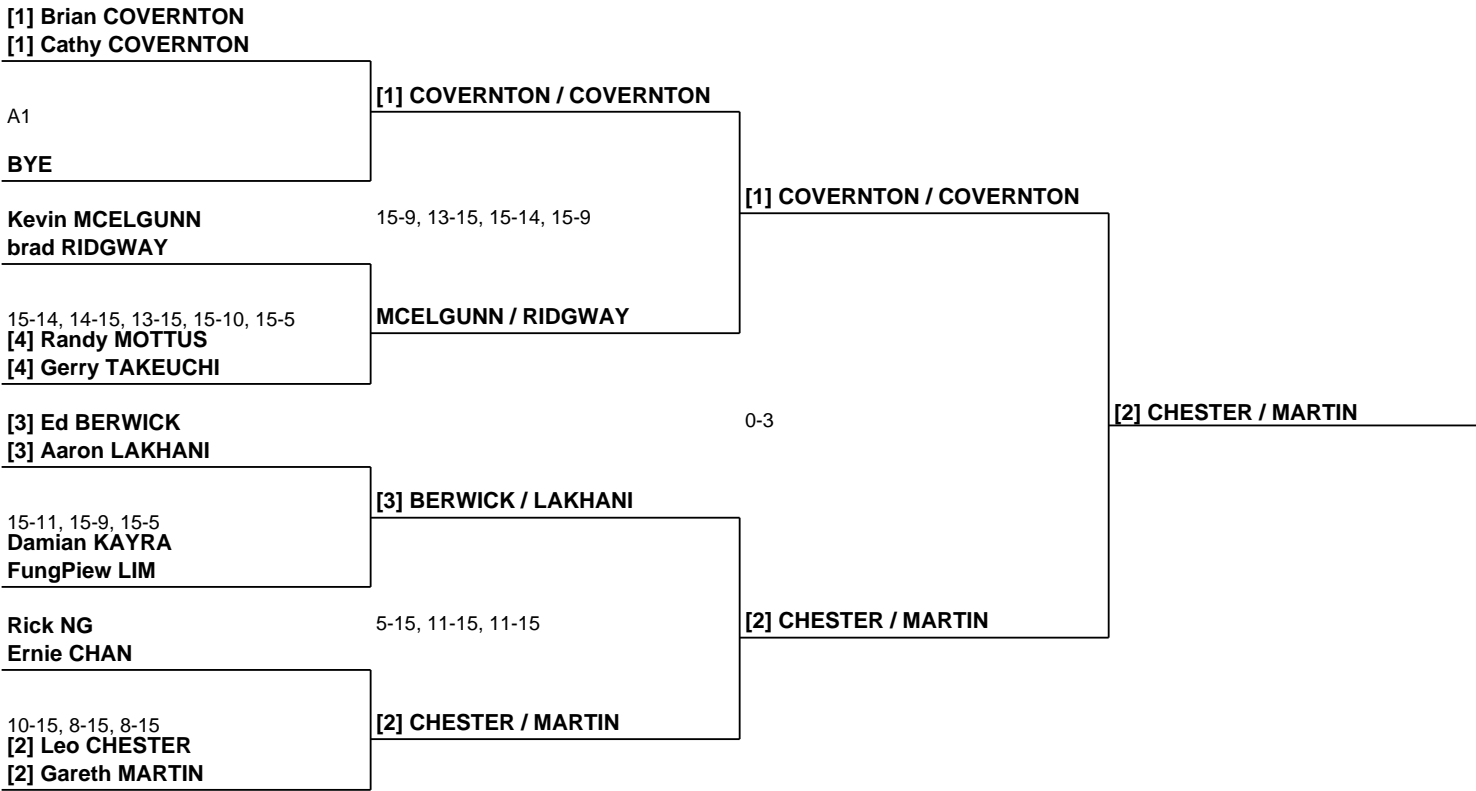 [1] Brian COVERNTON
[1] Cathy COVERNTON
[1] COVERNTON / COVERNTON
A1
BYE
[1] COVERNTON / COVERNTON
Kevin MCELGUNN
15-9, 13-15, 15-14, 15-9
brad RIDGWAY
15-14, 14-15, 13-15, 15-10, 15-5
MCELGUNN / RIDGWAY
[4] Randy MOTTUS
[4] Gerry TAKEUCHI
[3] Ed BERWICK
0-3
[2] CHESTER / MARTIN
[3] Aaron LAKHANI
[3] BERWICK / LAKHANI
15-11, 15-9, 15-5
Damian KAYRA
FungPiew LIM
Rick NG
5-15, 11-15, 11-15
[2] CHESTER / MARTIN
Ernie CHAN
10-15, 8-15, 8-15
[2] CHESTER / MARTIN
[2] Leo CHESTER
[2] Gareth MARTIN